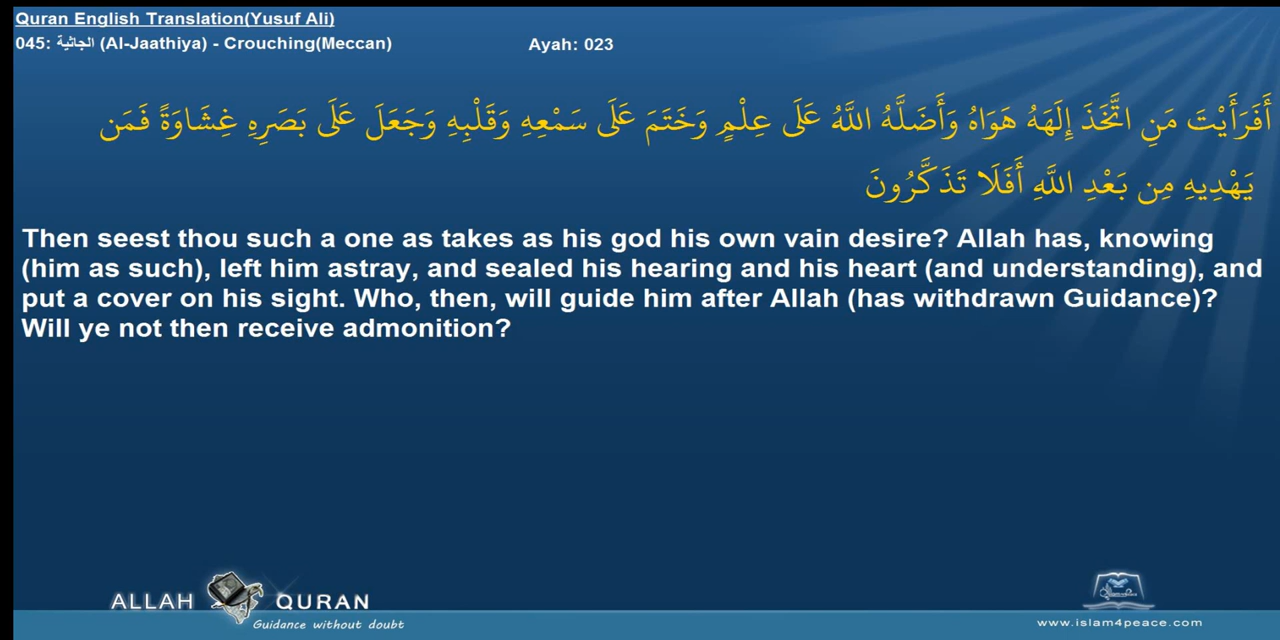 Quran English Translation(Yusuf Ali)
045: الجاثية (Al-Jaathiya) - Crouching(Meccan) Ayah: 023
أَفَرَأَيْتَ مَنِ اتَّخَذَ إِلَٰهَهُ هَوَاهُ وَأَضَلَّهُ اللَّهُ عَلَىٰ عِلْمٍ وَخَتَمَ عَلَىٰ سَمْعِهِ وَقَلْبِهِ وَجَعَلَ عَلَىٰ بَصَرِهِ غِشَاوَةً فَمَن
يَهْدِيهِ مِن بَعْدِ اللَّهِ أَفَلَا تَذَكَّرُونَ
Then seest thou such a one as takes as his god his own vain desire? Allah has, knowing
(him as such), left him astray, and sealed his hearing and his heart (and understanding), and
put a cover on his sight. Who, then, will guide him after Allah (has withdrawn Guidance)?
Will ye not then receive admonition?
ALLAH QURAN
Guidance without doubt
www.islam4peace.com